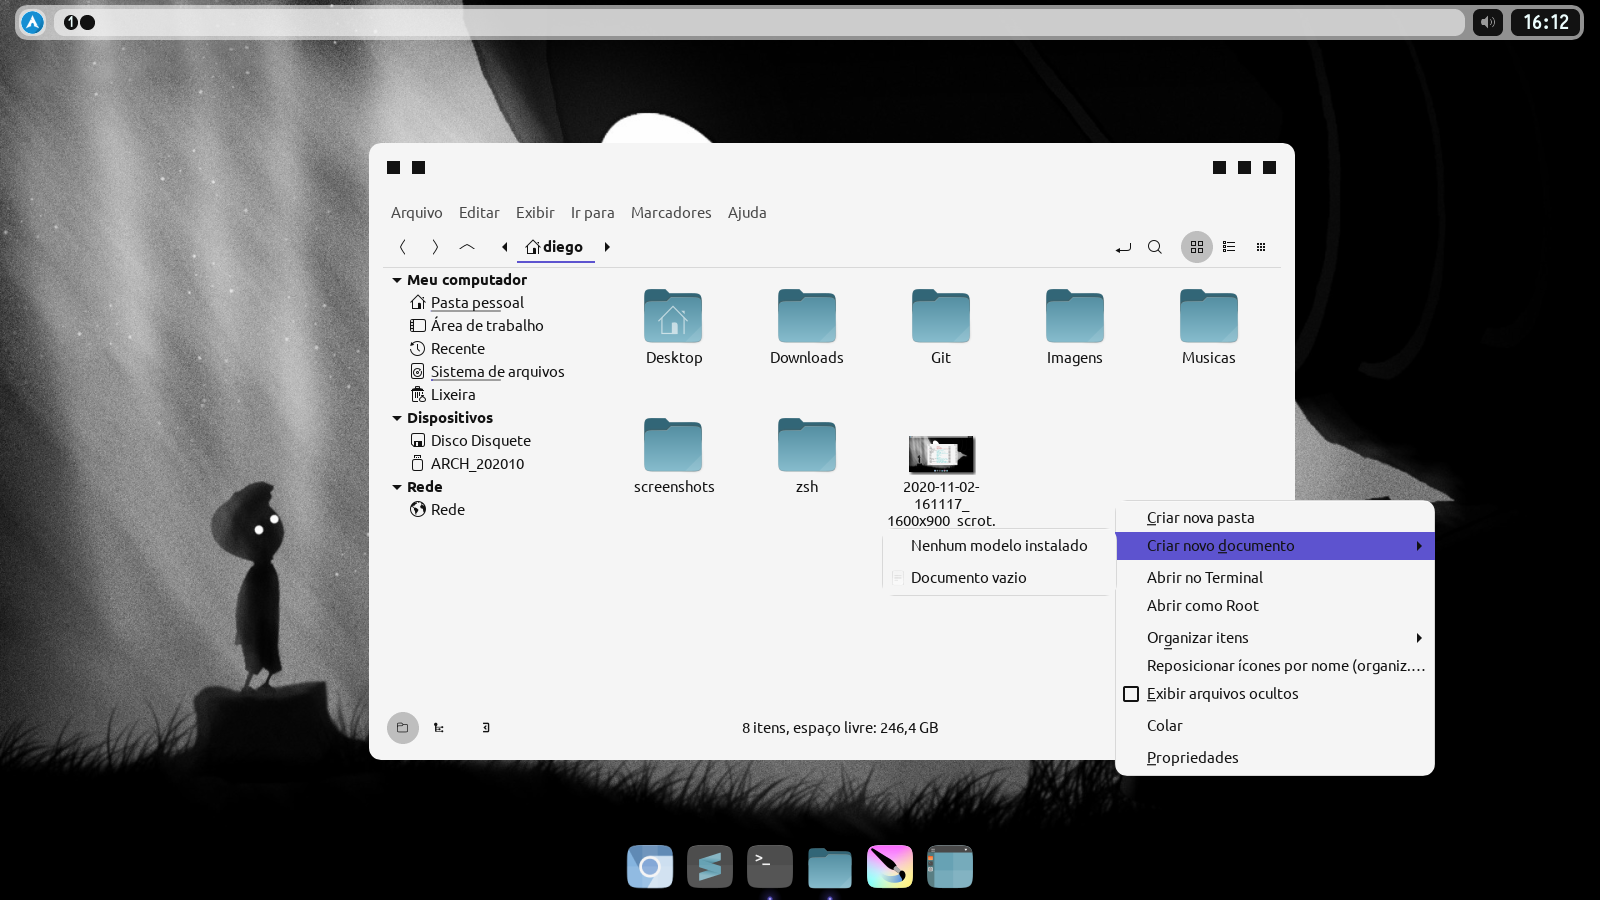 1
16:12
Arquivo Editar Exibir Ir para Marcadores Ajuda
diego
Meu computador
Pasta pessoal
Área de trabalho
Recente
Sistema de arquivos
Lixeira
Dispositivos
Disco Disquete
ARCH_202010
Rede
Rede
Desktop Downloads Git Imagens Musicas
screenshots zsh 2020-11-02-
161117_
1600x900_scrot.
Nenhum modelo instalado
Documento vazio
Criar nova pasta
Criar novo documento
Abrir no Terminal
Abrir como Root
Organizar itens
Reposicionar ícones por nome (organiz.…
Exibir arquivos ocultos
Colar
Propriedades
8 itens, espaço livre: 246,4 GB
>_